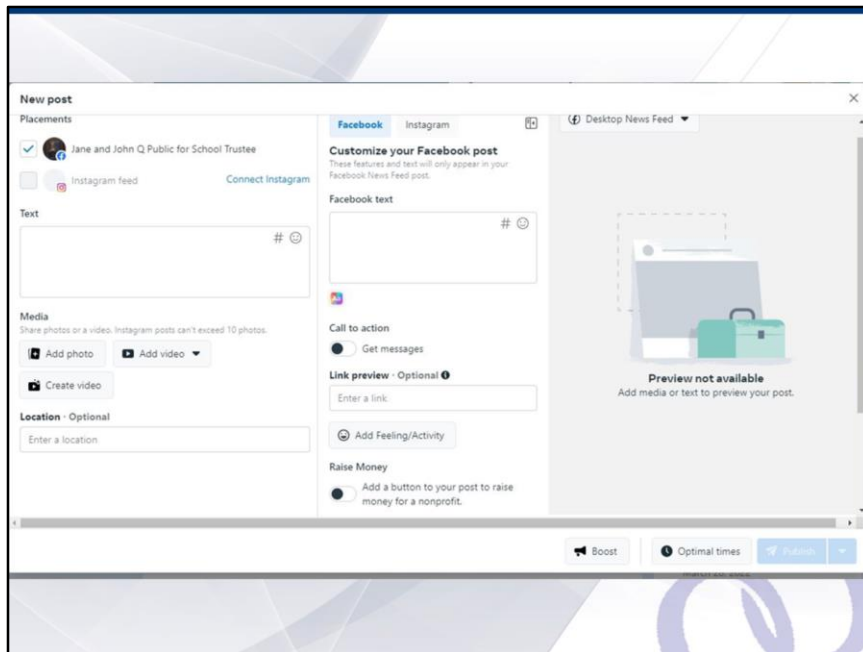 New post
Placements
Jane and John Q Public for School Trustee
Instagram feed
Connect Instagram
Text
#
Media
Share photos or a video. Instagram posts can't exceed 10 photos.
Add photo
Add video
Create video
Location · Optional
Enter a location
Facebook
Instagram
Customize your Facebook post
These features and text will only appear in your
Facebook News Feed post.
Facebook text
#
Call to action
Get messages
Link preview · Optional
Enter a link
Add Feeling/Activity
Raise Money
Add a button to your post to raise
money for a nonprofit.
Desktop News Feed
Preview not available
Add media or text to preview your post.
Boost
Optimal times
Publish